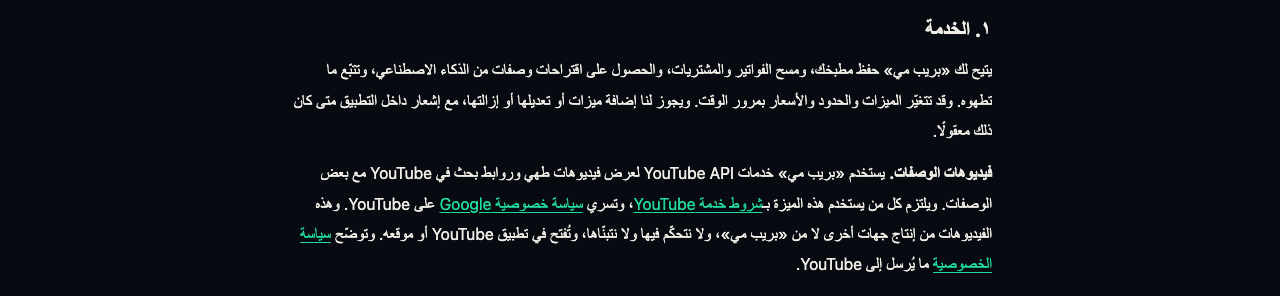 ١. الخدمة
يتيح لك «بريب مي» حفظ مطبخك، ومسح الفواتير والمشتريات، والحصول على اقتراحات وصفات من الذكاء الاصطناعي، وتتبّع ما
تطهوه. وقد تتغيّر الميزات والحدود والأسعار بمرور الوقت. ويجوز لنا إضافة ميزات أو تعديلها أو إزالتها، مع إشعار داخل التطبيق متى كان
ذلك معقولًا.
فيديوهات الوصفات. يستخدم «بريب مي» خدمات YouTube API لعرض فيديوهات طهي وروابط بحث في YouTube مع بعض
الوصفات. ويلتزم كل من يستخدم هذه الميزة بـشروط خدمة YouTube، وتسري سياسة خصوصية Google على YouTube. وهذه
الفيديوهات من إنتاج جهات أخرى لا من «بريب مي»، ولا نتحكّم فيها ولا نتبنّاها، وتُفتح في تطبيق YouTube أو موقعه. وتوضّح سياسة
الخصوصية ما يُرسل إلى YouTube.